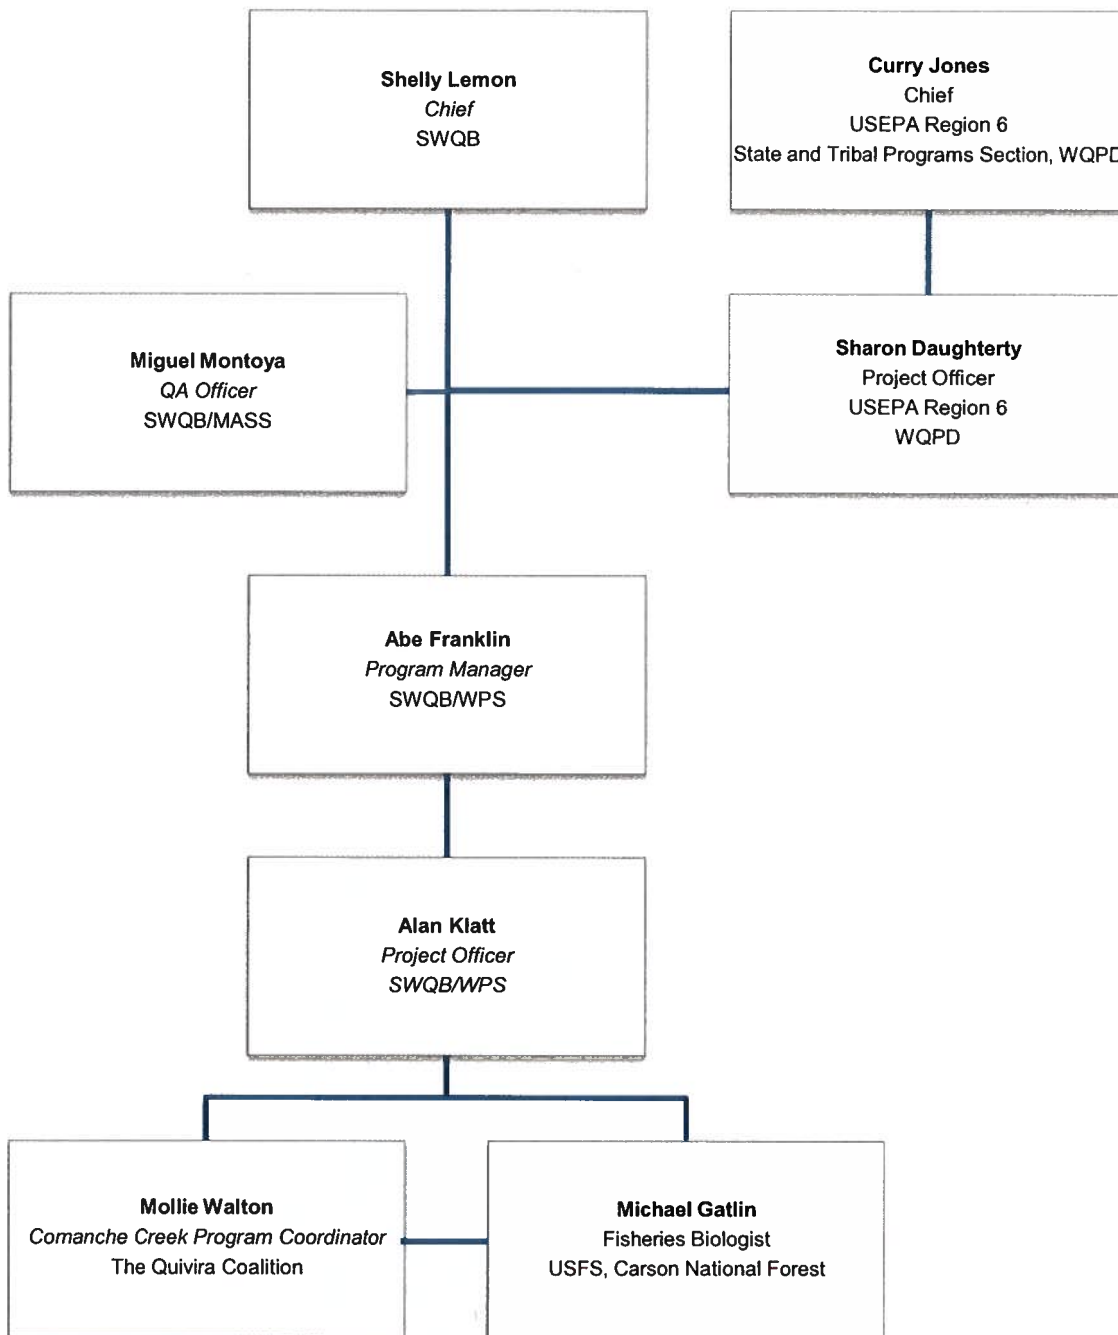 Shelly Lemon
Chief
SWQB
Curry Jones
Chief
USEPA Region 6
State and Tribal Programs Section, WQPD
Miguel Montoya
QA Officer
SWQB/MASS
Sharon Daughterty
Project Officer
USEPA Region 6
WQPD
Abe Franklin
Program Manager
SWQB/WPS
Alan Klatt
Project Officer
SWQB/WPS
Mollie Walton
Comanche Creek Program Coordinator
The Quivira Coalition
Michael Gatlin
Fisheries Biologist
USFS, Carson National Forest